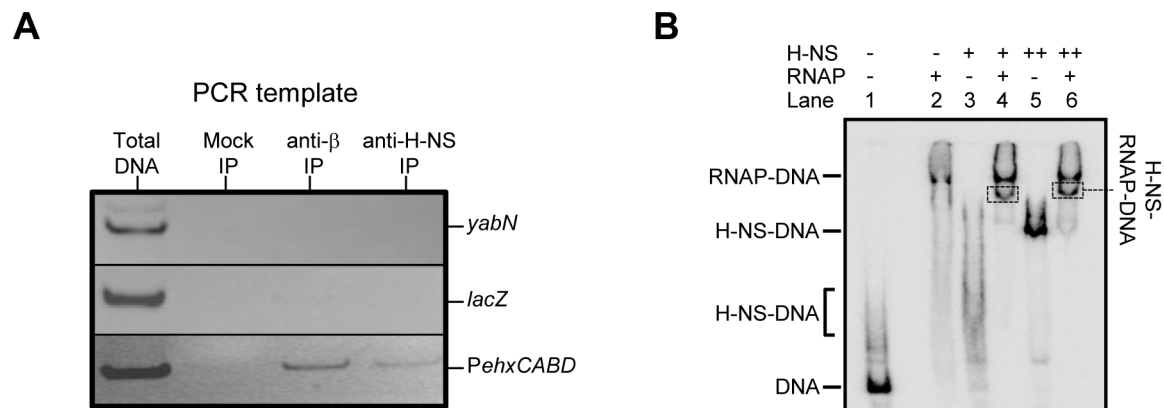 A
PCR template
Total DNA
Mock IP
anti-β IP
anti-H-NS IP
yabN
lacZ
PehxCABD
B
H-NS - - + + ++ ++
RNAP - + - + - +
Lane 1 2 3 4 5 6
RNAP-DNA
H-NS-DNA
H-NS-DNA
DNA
H-NS-
RNAP-DNA